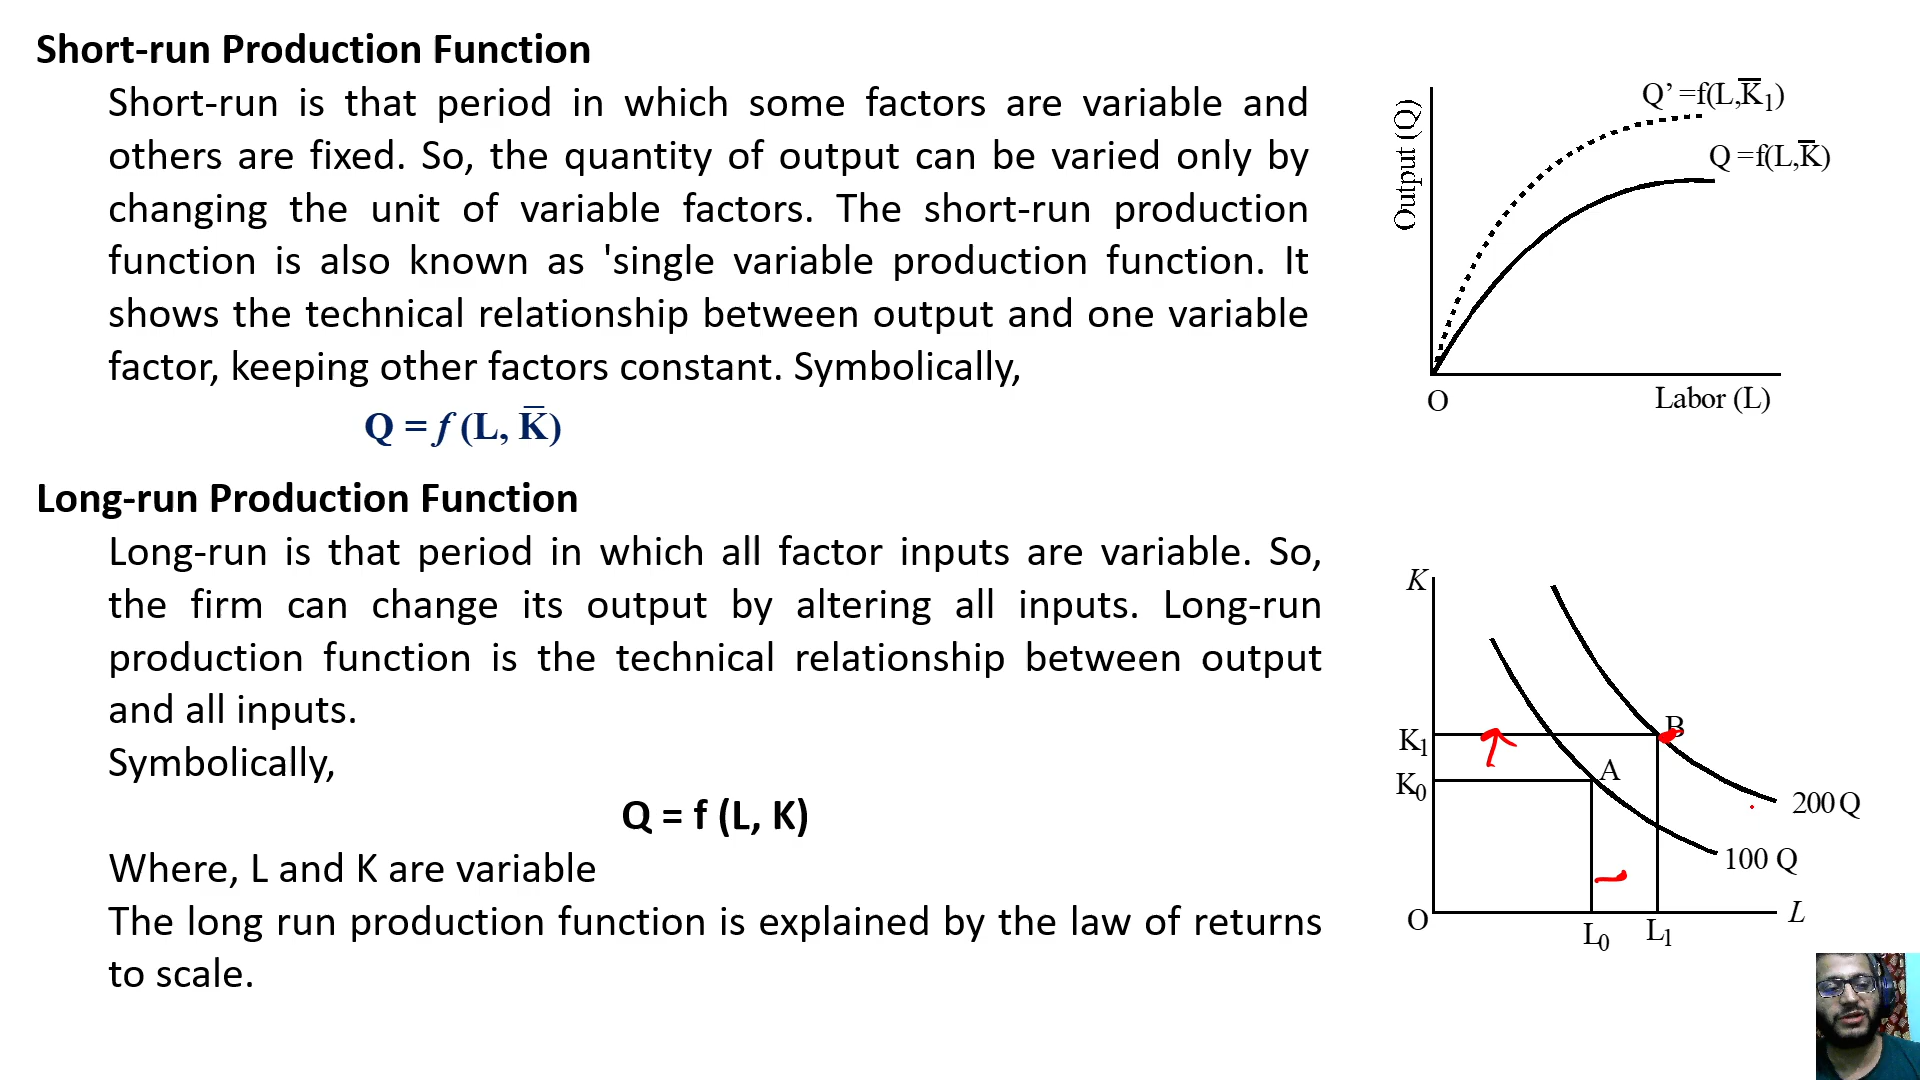 Short-run Production Function
Short-run is that period in which some factors are variable and
others are fixed. So, the quantity of output can be varied only by
changing the unit of variable factors. The short-run production
function is also known as 'single variable production function. It
shows the technical relationship between output and one variable
factor, keeping other factors constant. Symbolically,
Q = f (L, K̅)
Long-run Production Function
Long-run is that period in which all factor inputs are variable. So,
the firm can change its output by altering all inputs. Long-run
production function is the technical relationship between output
and all inputs.
Symbolically,
Q = f (L, K)
Where, L and K are variable
The long run production function is explained by the law of returns
to scale.
Output (Q)
Q’ =f(L,K̅₁)
Q =f(L,K̅)
O
Labor (L)
K
K₁
B
K₀
A
200 Q
100 Q
O
L
L₀
L₁